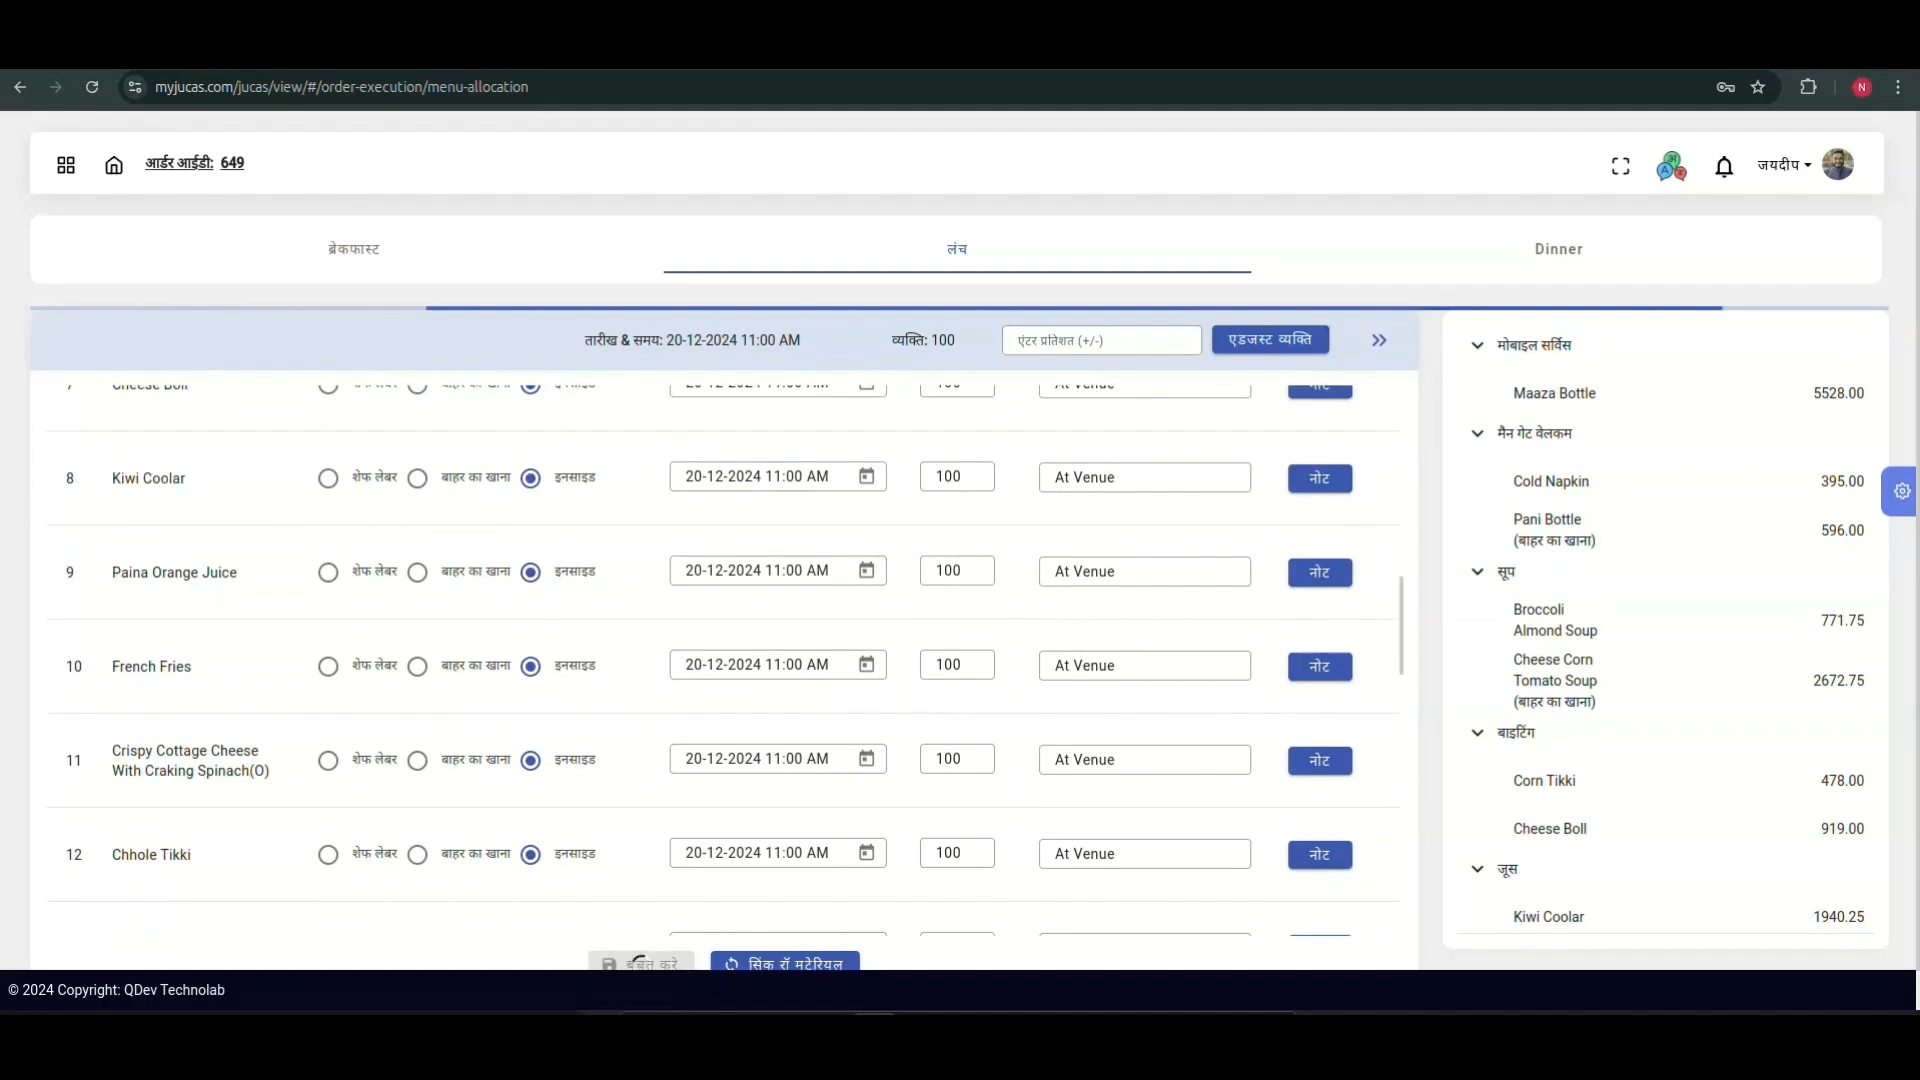 myjucas.com/jucas/view/#/order-execution/menu-allocation
N
आर्डर आईडी: 649
जयदीप
ब्रेकफास्ट
लंच
Dinner
तारीख & समय: 20-12-2024 11:00 AM
व्यक्ति: 100
एंटर प्रतिशत (+/-)
एडजस्ट व्यक्ति
7 Cheese Boll शेफ लेबर बाहर का खाना इनसाइड 20-12-2024 11:00 AM 100 At Venue नोट
8 Kiwi Coolar शेफ लेबर बाहर का खाना इनसाइड 20-12-2024 11:00 AM 100 At Venue नोट
9 Paina Orange Juice शेफ लेबर बाहर का खाना इनसाइड 20-12-2024 11:00 AM 100 At Venue नोट
10 French Fries शेफ लेबर बाहर का खाना इनसाइड 20-12-2024 11:00 AM 100 At Venue नोट
11 Crispy Cottage Cheese
With Craking Spinach(O) शेफ लेबर बाहर का खाना इनसाइड 20-12-2024 11:00 AM 100 At Venue नोट
12 Chhole Tikki शेफ लेबर बाहर का खाना इनसाइड 20-12-2024 11:00 AM 100 At Venue नोट
करे
सिंक रॉ मटेरियल
मोबाइल सर्विस
Maaza Bottle 5528.00
मैन गेट वेलकम
Cold Napkin 395.00
Pani Bottle
(बाहर का खाना) 596.00
सूप
Broccoli
Almond Soup 771.75
Cheese Corn
Tomato Soup 2672.75
(बाहर का खाना)
बाइटिंग
Corn Tikki 478.00
Cheese Boll 919.00
जूस
Kiwi Coolar 1940.25
© 2024 Copyright: QDev Technolab